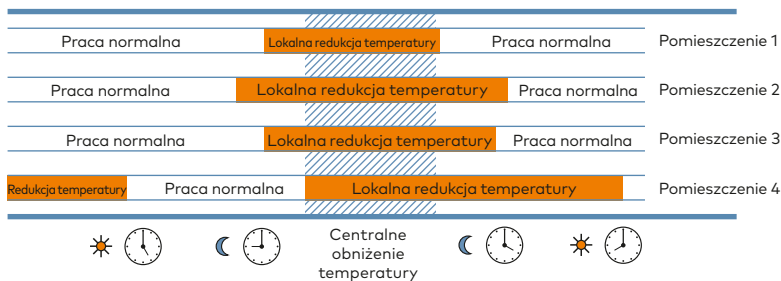 Praca normalna Lokalna redukcja temperatury Praca normalna Pomieszczenie 1
Praca normalna Lokalna redukcja temperatury Praca normalna Pomieszczenie 2
Praca normalna Lokalna redukcja temperatury Praca normalna Pomieszczenie 3
Redukcja temperatury Praca normalna Lokalna redukcja temperatury Pomieszczenie 4
Centralne
obniżenie
temperatury